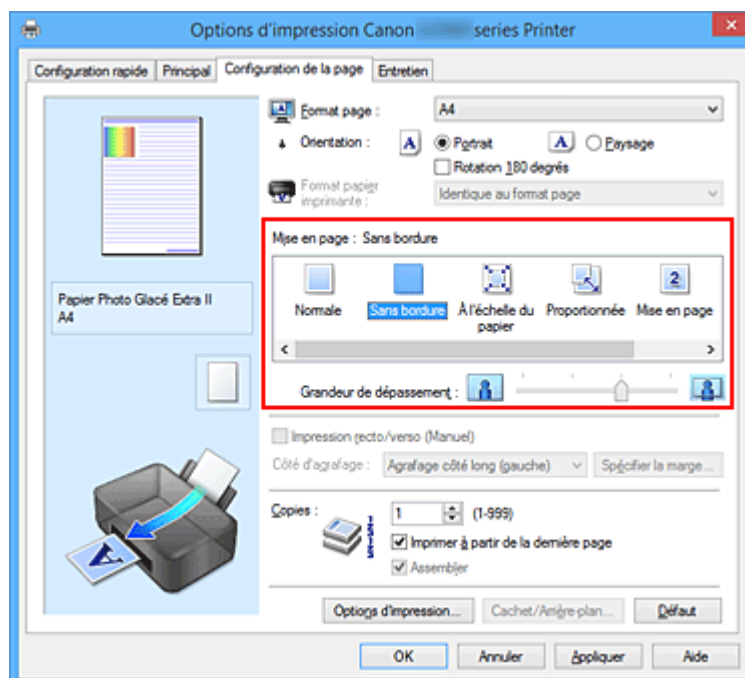 Options d'impression Canon series Printer
Configuration rapide Principal Configuration de la page Entretien
Format page : A4
Orientation : A Portrait A Paysage
Rotation 180 degrés
Format papier imprimante : Identique au format page
Mise en page : Sans bordure
2
Normale Sans bordure À l'échelle du papier Proportionnée Mise en page
Papier Photo Glacé Extra II
A4
Grandeur de dépassement :
Impression recto/verso (Manuel)
Côté d'agrafage : Agrafage côté long (gauche) Spécifier la marge...
Copies : 1 (1-999)
Imprimer à partir de la dernière page
Assembler
A
Options d'impression... Cachet/Arrière-plan... Défaut
OK Annuler Appliquer Aide